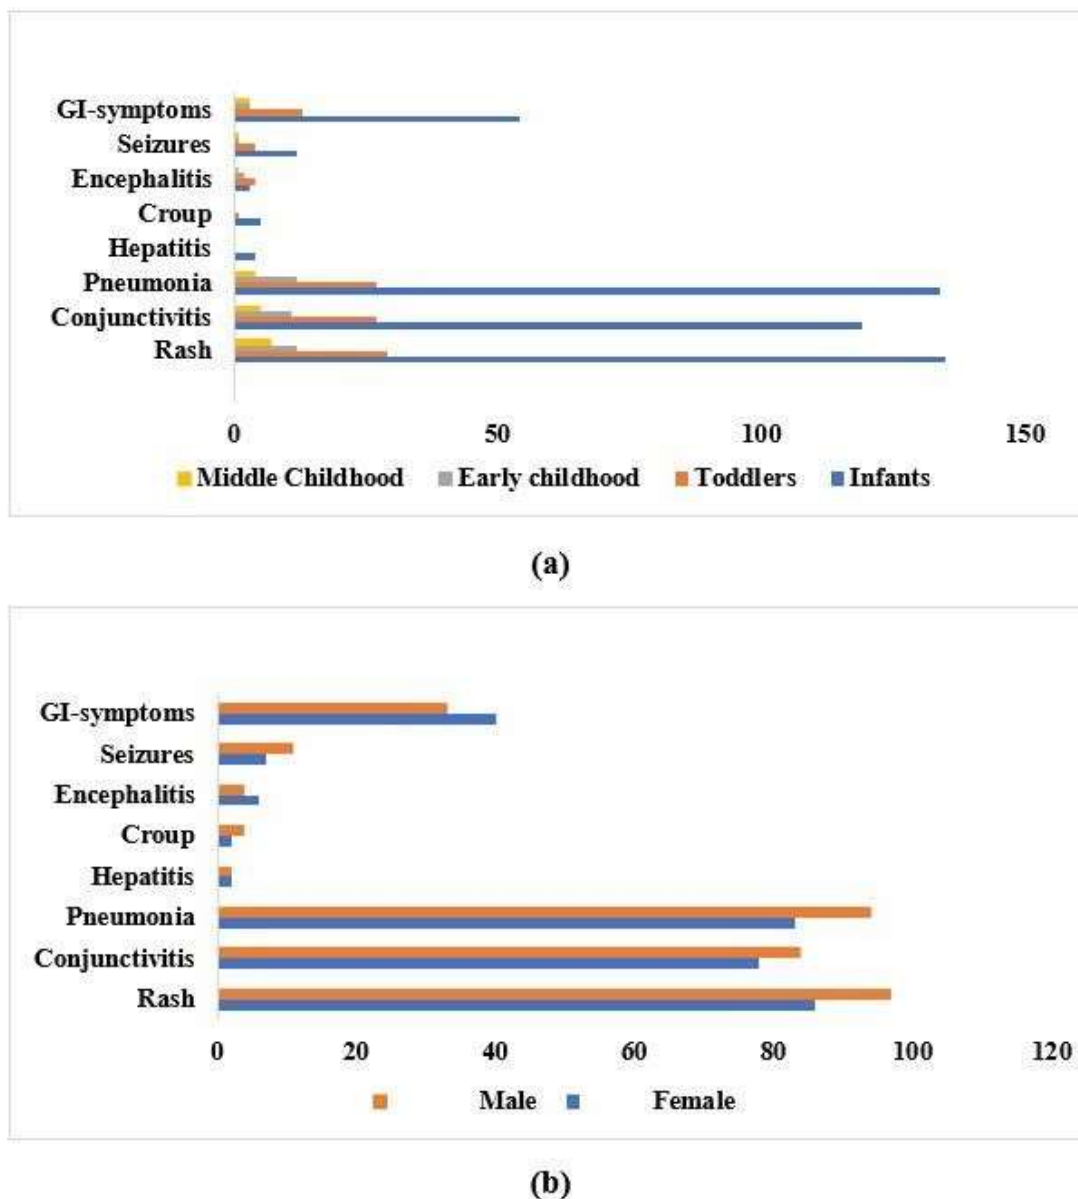 GI-symptoms
Seizures
Encephalitis
Croup
Hepatitis
Pneumonia
Conjunctivitis
Rash
0 50 100 150
Middle Childhood Early childhood Toddlers Infants
(a)
GI-symptoms
Seizures
Encephalitis
Croup
Hepatitis
Pneumonia
Conjunctivitis
Rash
0 20 40 60 80 100 120
Male Female
(b)